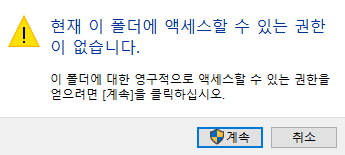 현재 이 폴더에 액세스할 수 있는 권한
이 없습니다.
이 폴더에 대한 영구적으로 액세스할 수 있는 권한을
얻으려면 [계속]을 클릭하십시오.
계속 취소